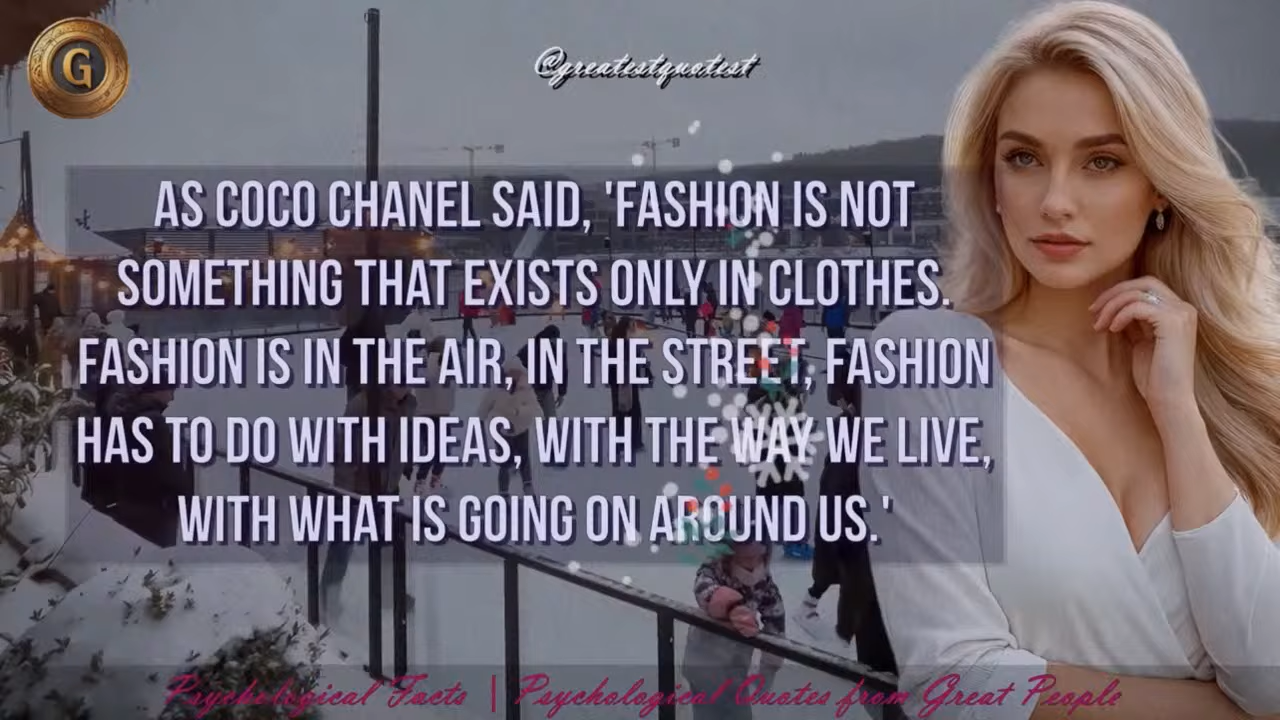 G
@greatestquotest
AS COCO CHANEL SAID, 'FASHION IS NOT
SOMETHING THAT EXISTS ONLY IN CLOTHES.
FASHION IS IN THE AIR, IN THE STREET; FASHION
HAS TO DO WITH IDEAS, WITH THE WAY WE LIVE,
WITH WHAT IS GOING ON AROUND US.'
Psychological Facts | Psychological Quotes from Great People